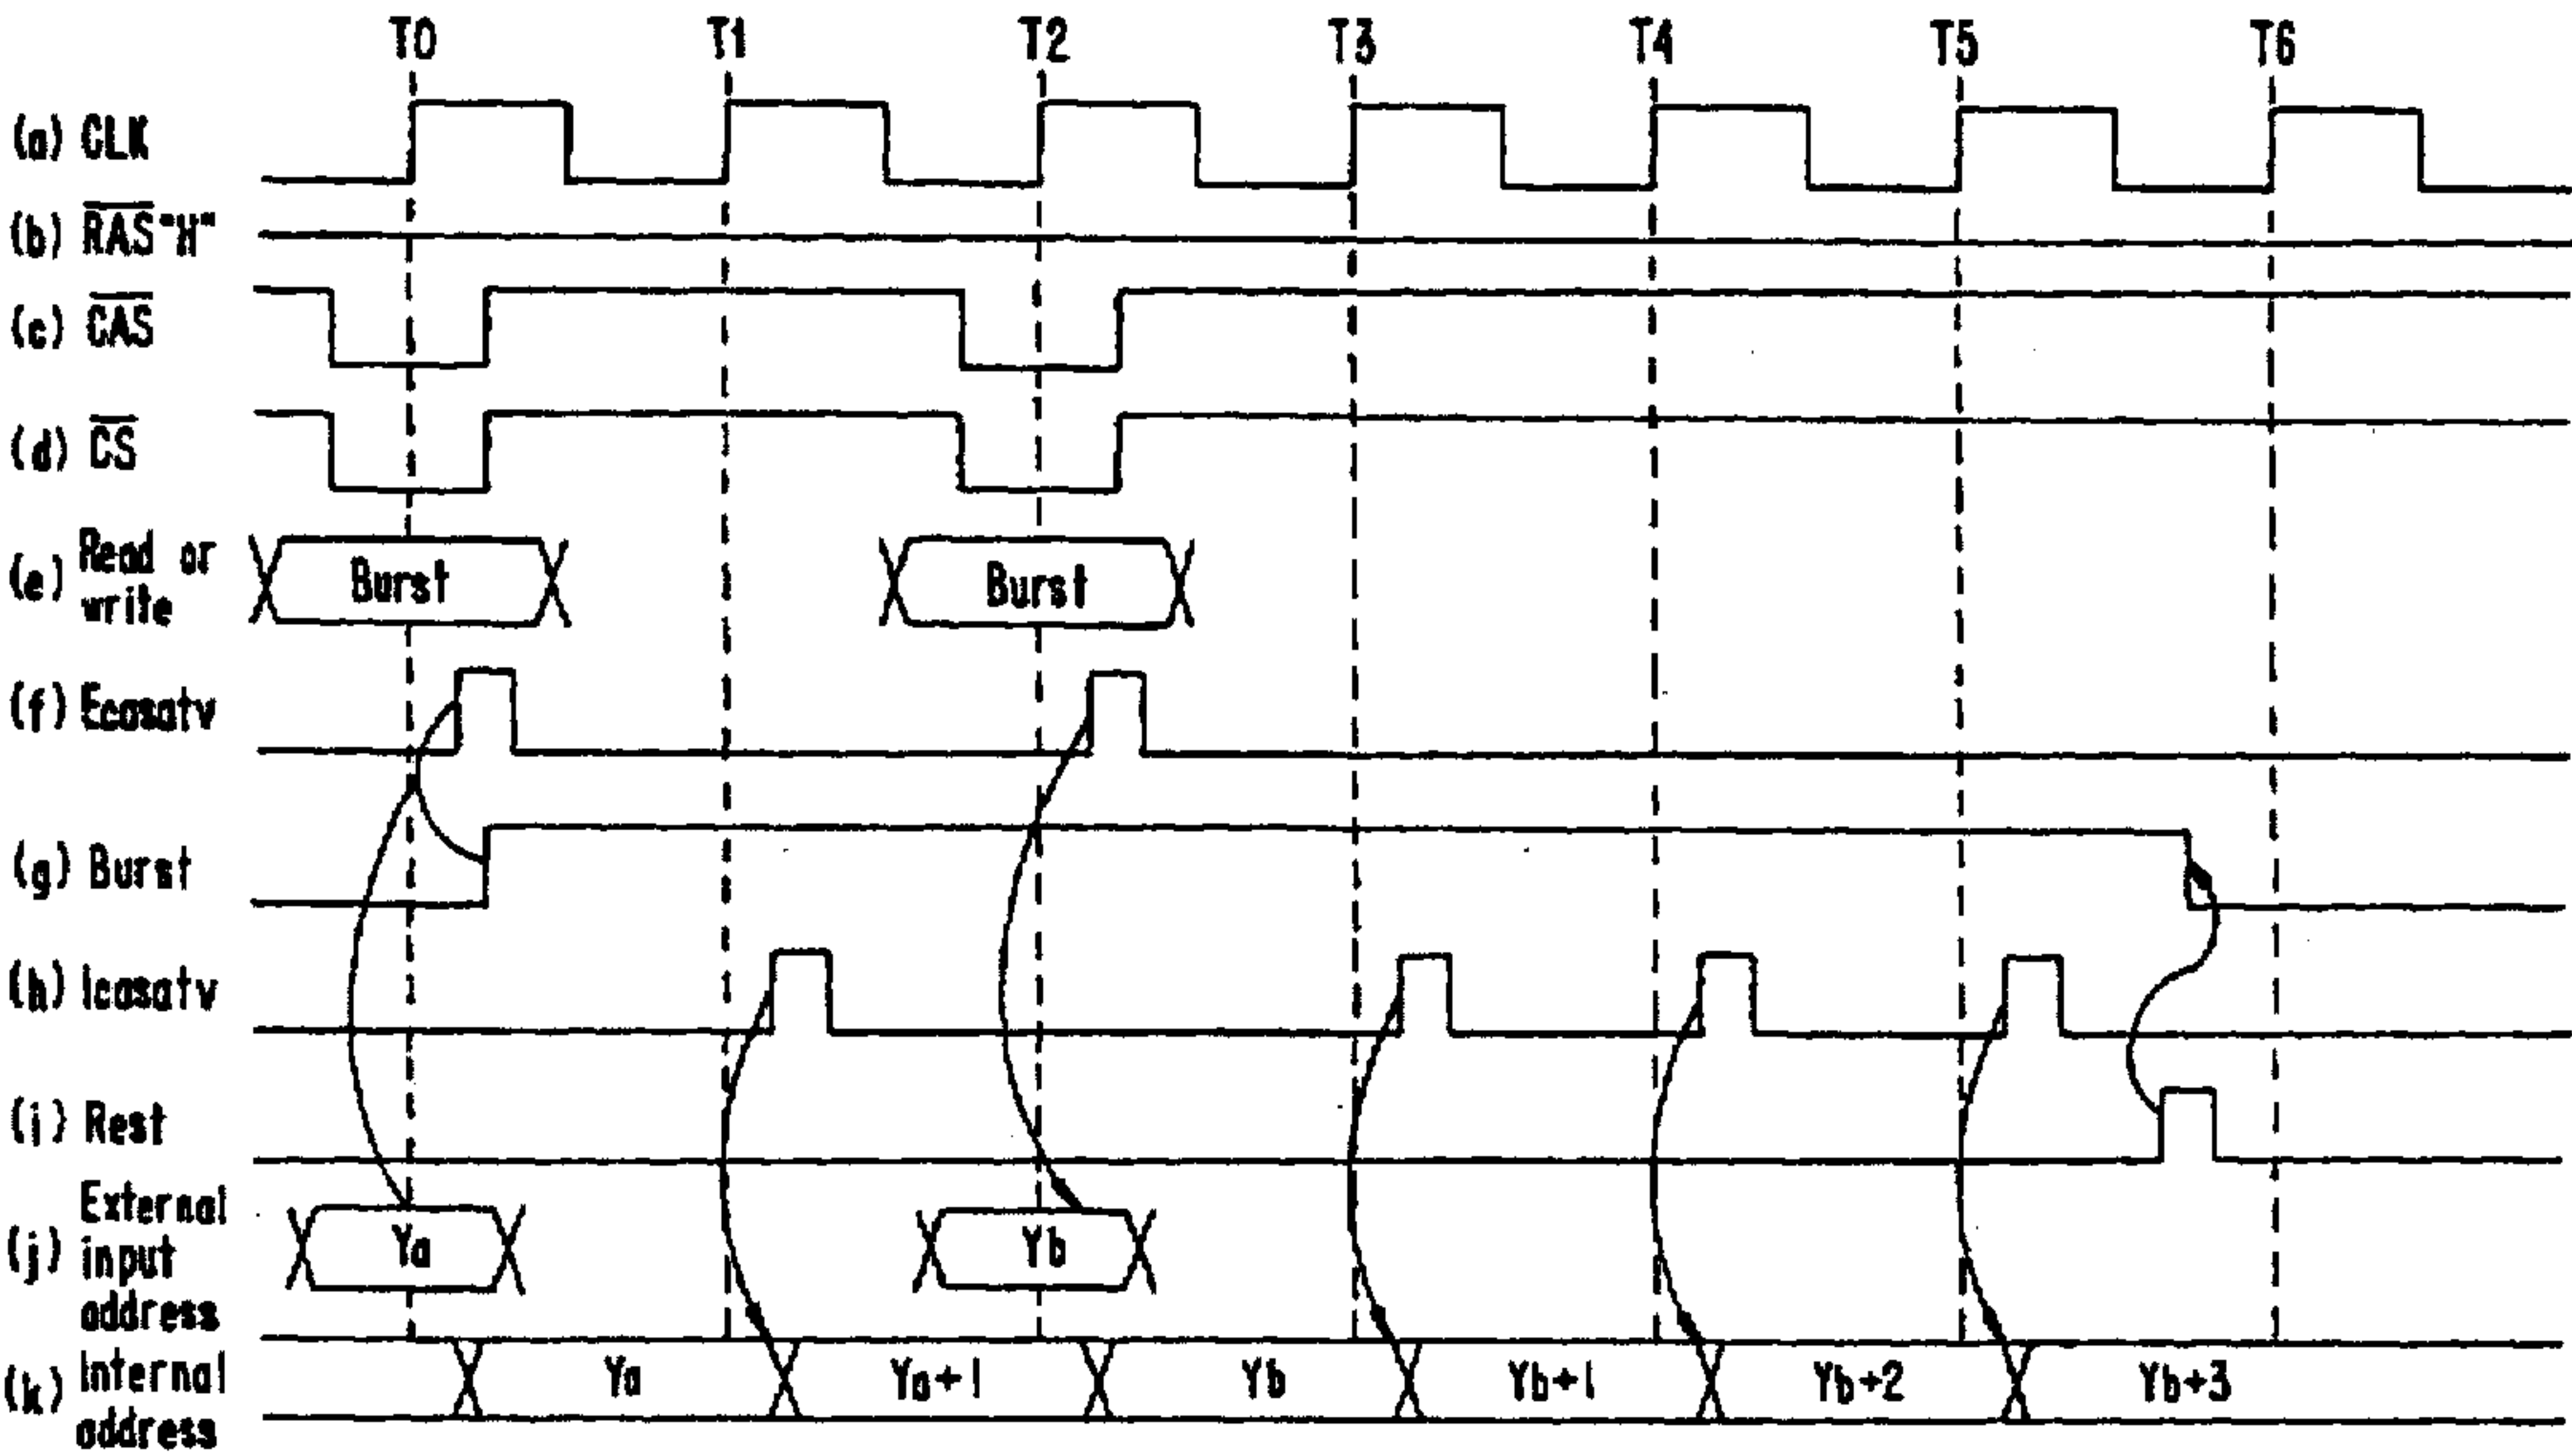 T0 T1 T2 T3 T4 T5 T6
(a) CLK
(b) RAS "H"
(c) CAS
(d) CS
(e) Read or
write
Burst Burst
(f) Ecasatv
(g) Burst
(h) Icasatv
(i) Rest
(j) External
input
address
Ya Yb
(k) Internal
address
Ya Ya+1 Yb Yb+1 Yb+2 Yb+3